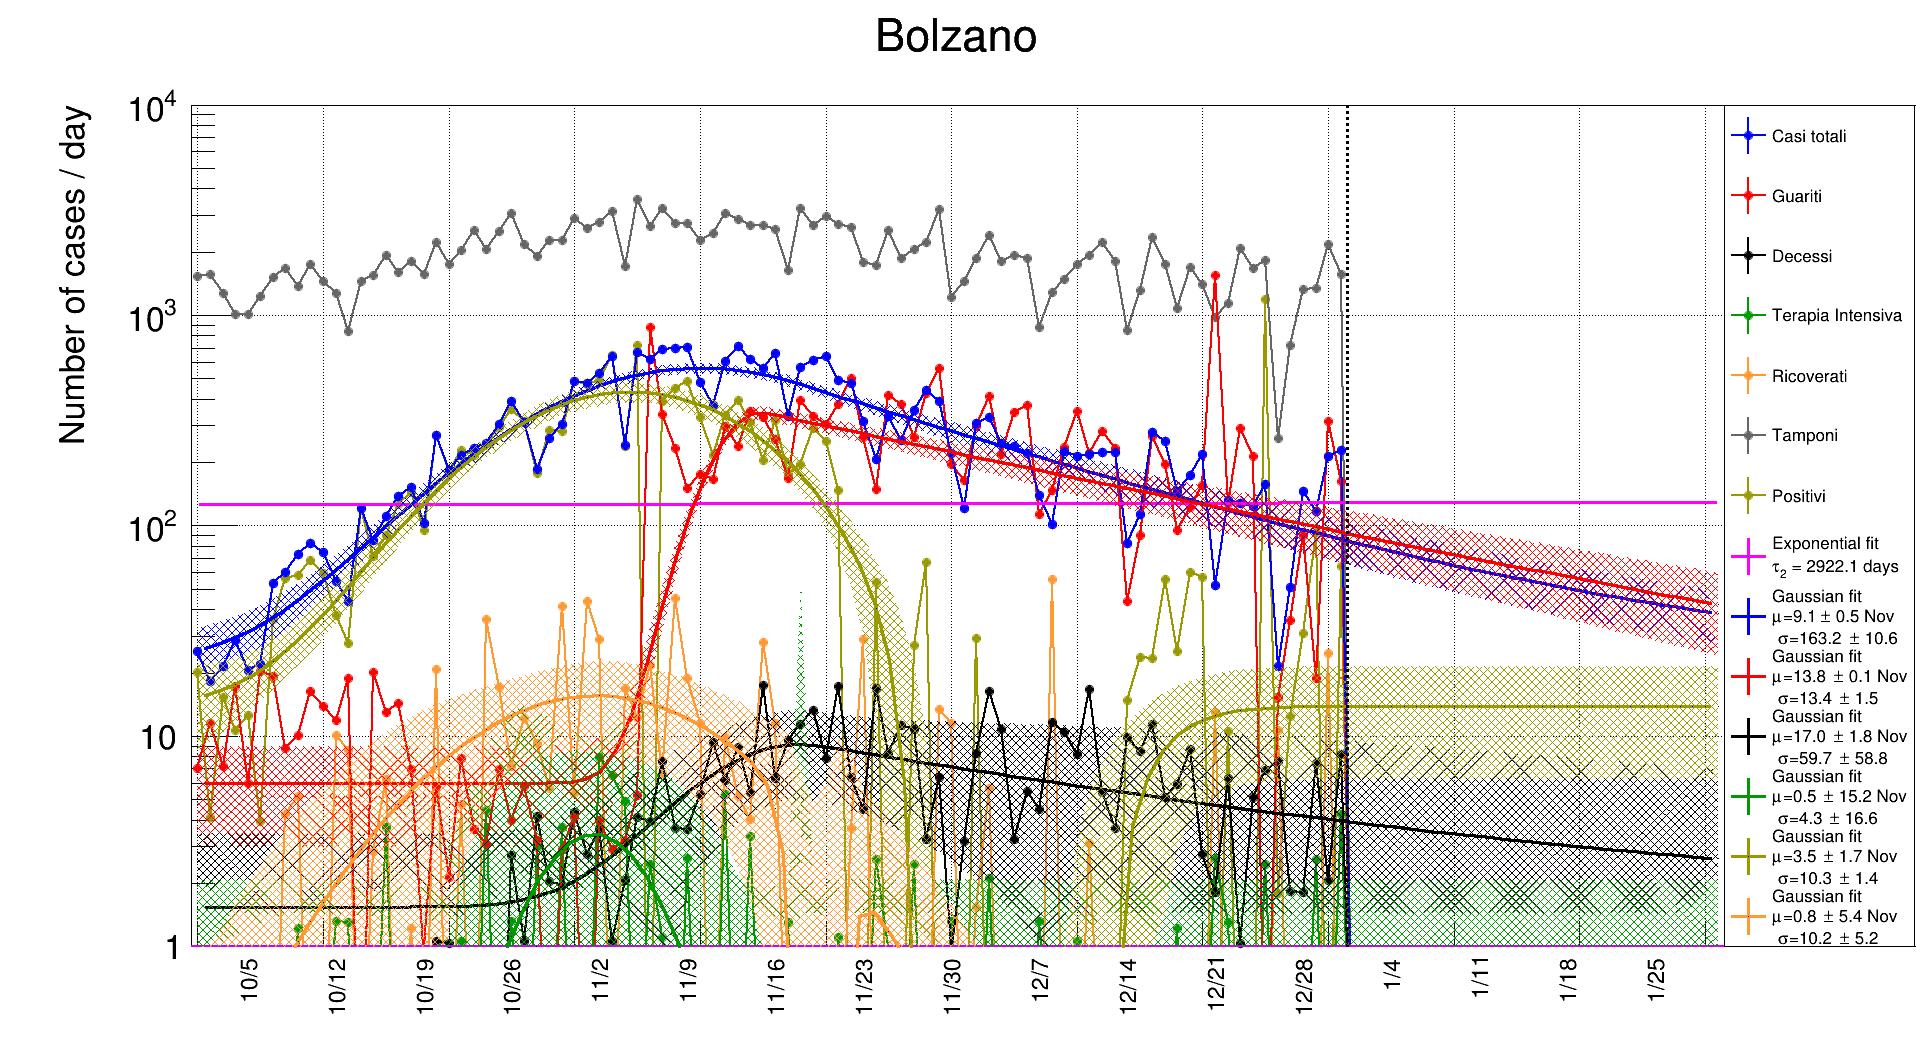 Bolzano
Number of cases / day
10⁴
10³
10²
10
1
10/5 10/12 10/19 10/26 11/2 11/9 11/16 11/23 11/30 12/7 12/14 12/21 12/28 1/4 1/11 1/18 1/25
Casi totali
Guariti
Decessi
Terapia Intensiva
Ricoverati
Tamponi
Positivi
Exponential fit
τ₂ = 2922.1 days
Gaussian fit
μ=9.1 ± 0.5 Nov
σ=163.2 ± 10.6
Gaussian fit
μ=13.8 ± 0.1 Nov
σ=13.4 ± 1.5
Gaussian fit
μ=17.0 ± 1.8 Nov
σ=59.7 ± 58.8
Gaussian fit
μ=0.5 ± 15.2 Nov
σ=4.3 ± 16.6
Gaussian fit
μ=3.5 ± 1.7 Nov
σ=10.3 ± 1.4
Gaussian fit
μ=0.8 ± 5.4 Nov
σ=10.2 ± 5.2